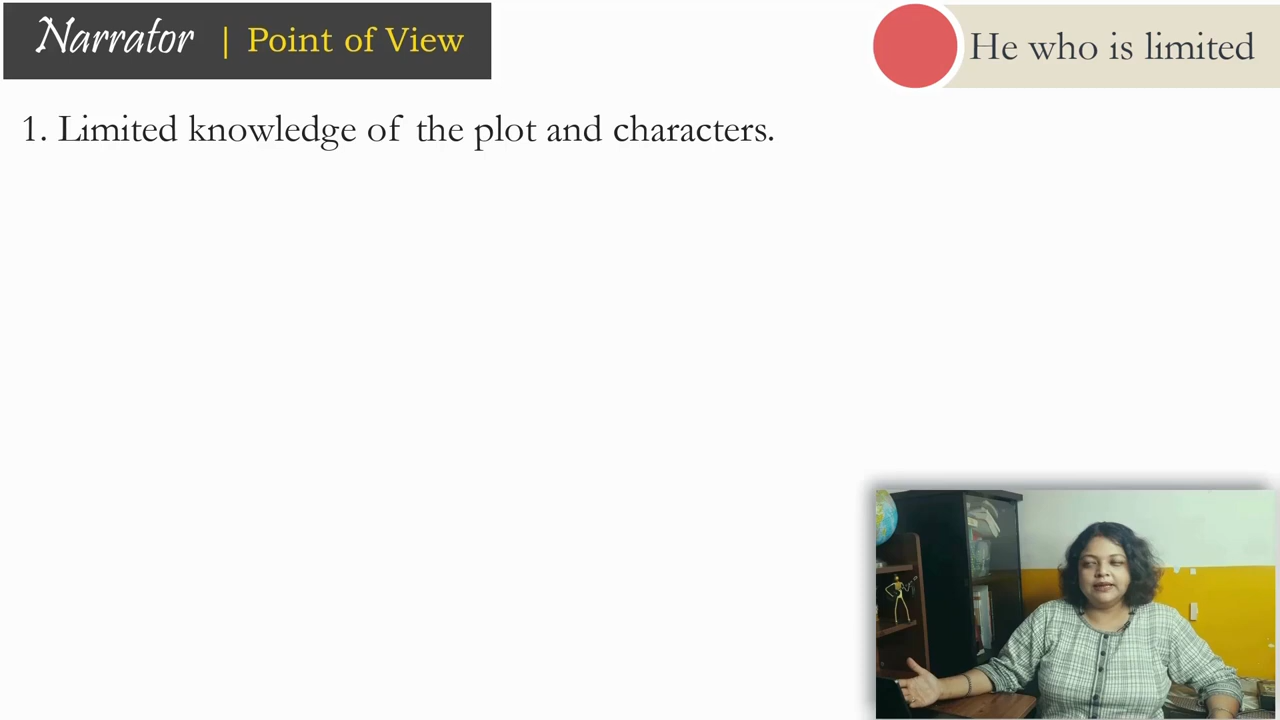 Narrator | Point of View
He who is limited
1. Limited knowledge of the plot and characters.